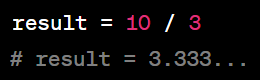 result = 10 / 3
# result = 3.333...